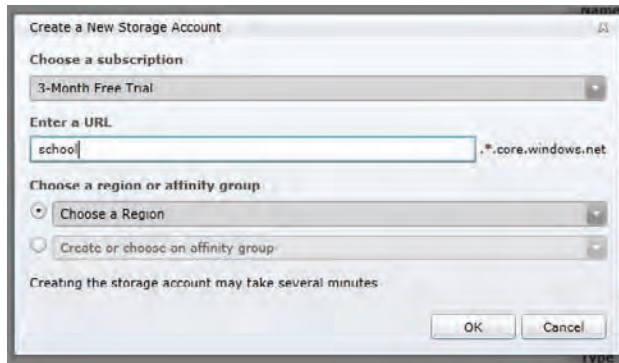 Name
Create a New Storage Account
Choose a subscription
3-Month Free Trial
Enter a URL
school .*.core.windows.net
Choose a region or affinity group
Choose a Region
Create or choose an affinity group
Creating the storage account may take several minutes
OK Cancel
Type